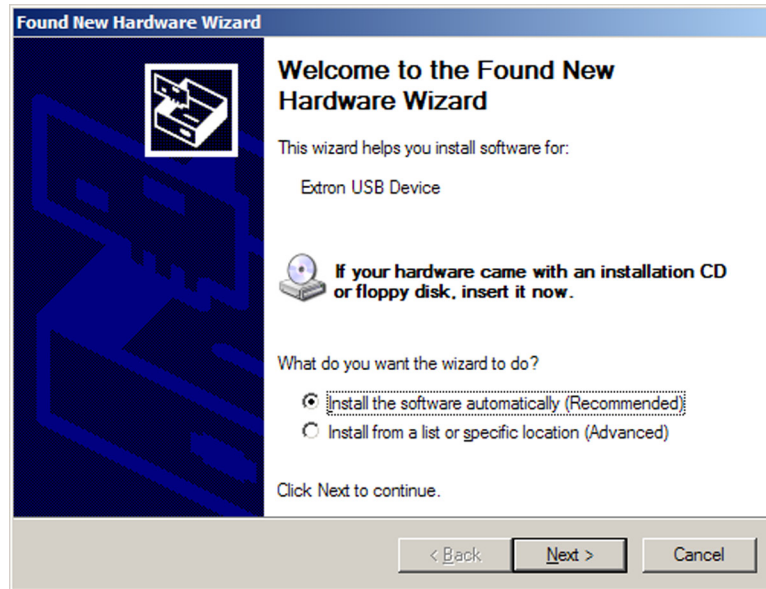 Found New Hardware Wizard
Welcome to the Found New
Hardware Wizard
This wizard helps you install software for:
Extron USB Device
If your hardware came with an installation CD
or floppy disk, insert it now.
What do you want the wizard to do?
Install the software automatically (Recommended)
Install from a list or specific location (Advanced)
Click Next to continue.
< Back Next > Cancel